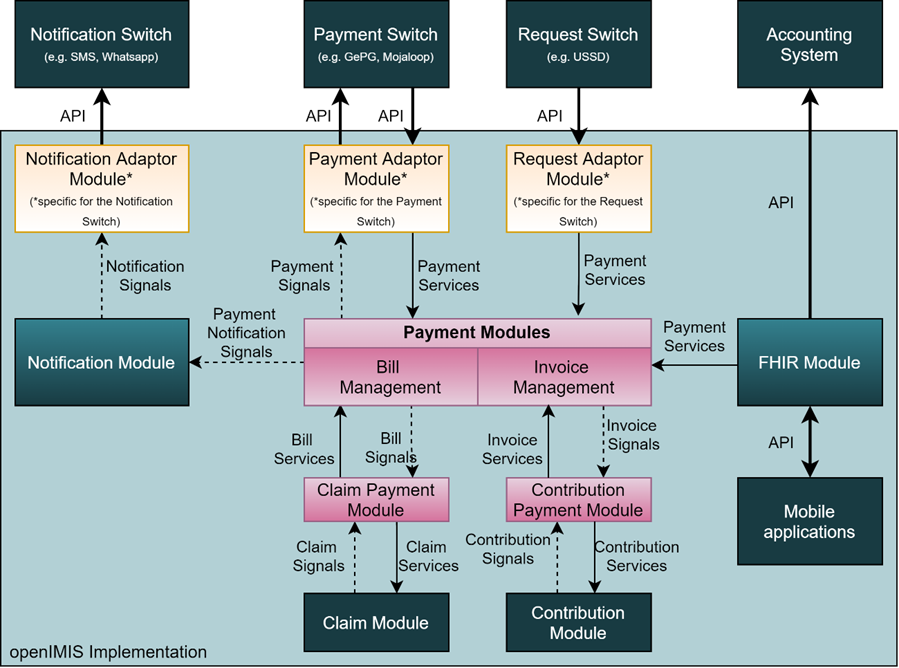 Notification Switch
(e.g. SMS, Whatsapp)
Payment Switch
(e.g. GePG, Mojaloop)
Request Switch
(e.g. USSD)
Accounting
System
API
API
API
API
API
Notification Adaptor
Module*
(*specific for the Notification
Switch)
Payment Adaptor
Module*
(*specific for the Payment
Switch)
Request Adaptor
Module*
(*specific for the Request
Switch)
Notification
Signals
Payment
Signals
Payment
Services
Payment
Services
Payment
Notification
Signals
Payment
Services
Notification Module
Payment Modules
Bill
Management
Invoice
Management
FHIR Module
Bill
Services
Bill
Signals
Invoice
Services
Invoice
Signals
API
Claim Payment
Module
Contribution
Payment Module
Mobile
applications
Claim
Signals
Claim
Services
Contribution
Signals
Contribution
Services
Claim Module
Contribution
Module
openIMIS Implementation